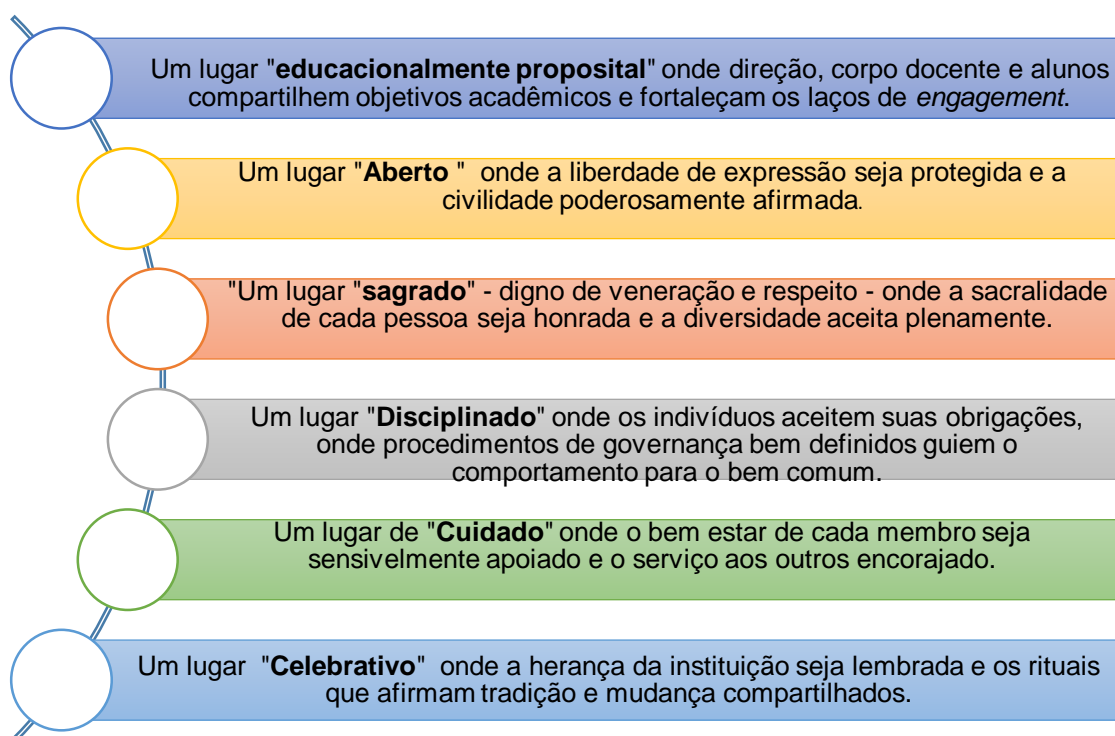 Um lugar "educacionalmente proposital" onde direção, corpo docente e alunos
compartilhem objetivos acadêmicos e fortaleçam os laços de engagement.
Um lugar "Aberto " onde a liberdade de expressão seja protegida e a
civilidade poderosamente afirmada.
"Um lugar "sagrado" - digno de veneração e respeito - onde a sacralidade
de cada pessoa seja honrada e a diversidade aceita plenamente.
Um lugar "Disciplinado" onde os indivíduos aceitem suas obrigações,
onde procedimentos de governança bem definidos guiem o
comportamento para o bem comum.
Um lugar de "Cuidado" onde o bem estar de cada membro seja
sensivelmente apoiado e o serviço aos outros encorajado.
Um lugar "Celebrativo" onde a herança da instituição seja lembrada e os rituais
que afirmam tradição e mudança compartilhados.